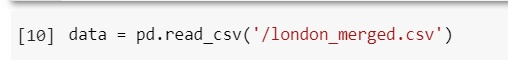 [10] data = pd.read_csv('/london_merged.csv')